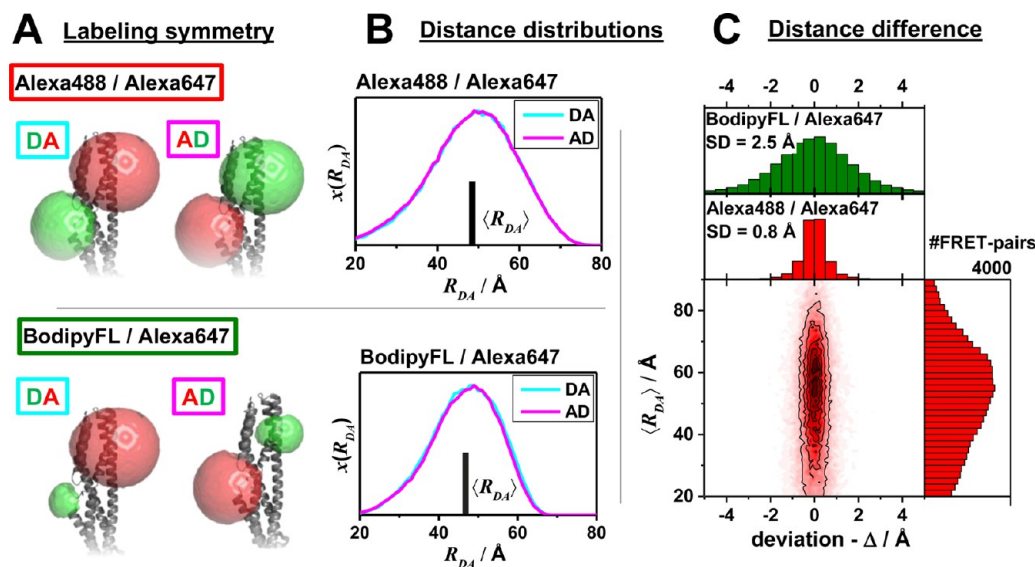 A Labeling symmetry
Alexa488 / Alexa647
DA AD
BodipyFL / Alexa647
DA AD
B Distance distributions
Alexa488 / Alexa647
DA
AD
x(R_DA)
⟨R_DA⟩
20 40 60 80
R_DA / Å
BodipyFL / Alexa647
DA
AD
x(R_DA)
⟨R_DA⟩
20 40 60 80
R_DA / Å
C Distance difference
-4 -2 0 2 4
BodipyFL / Alexa647
SD = 2.5 Å
Alexa488 / Alexa647
SD = 0.8 Å
#FRET-pairs
4000
80
60
40
20
⟨R_DA⟩ / Å
-4 -2 0 2 4
deviation - Δ / Å